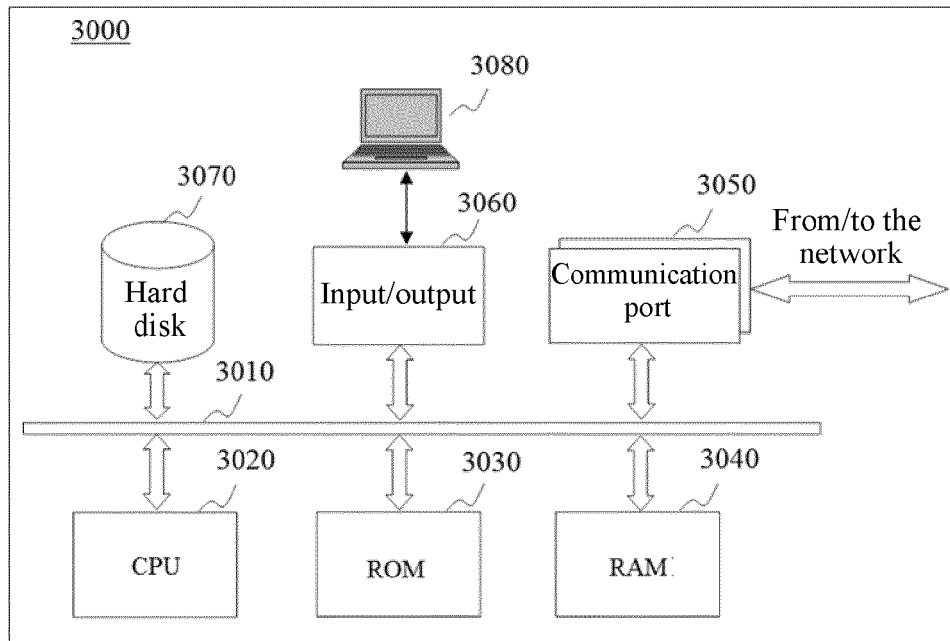 3000
3080
3070
3060
3050
From/to the
network
Hard
disk
Input/output
Communication
port
3010
3020
3030
3040
CPU
ROM
RAM